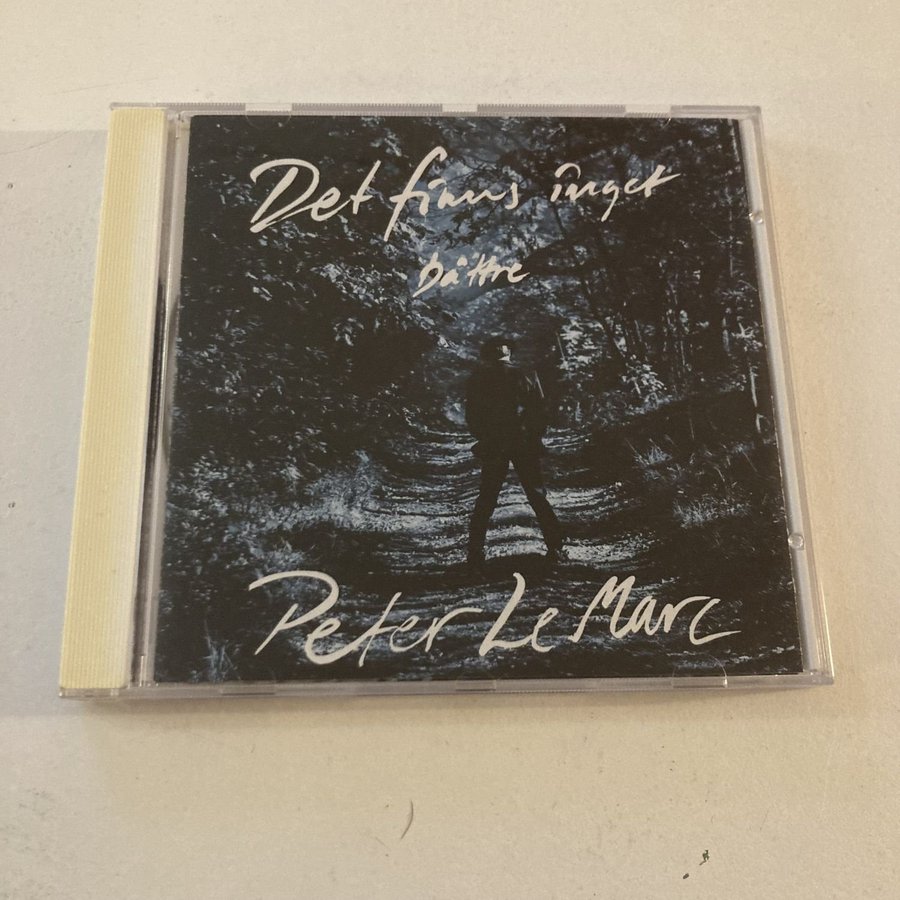 Det finns inget
bättre
Peter LeMarc